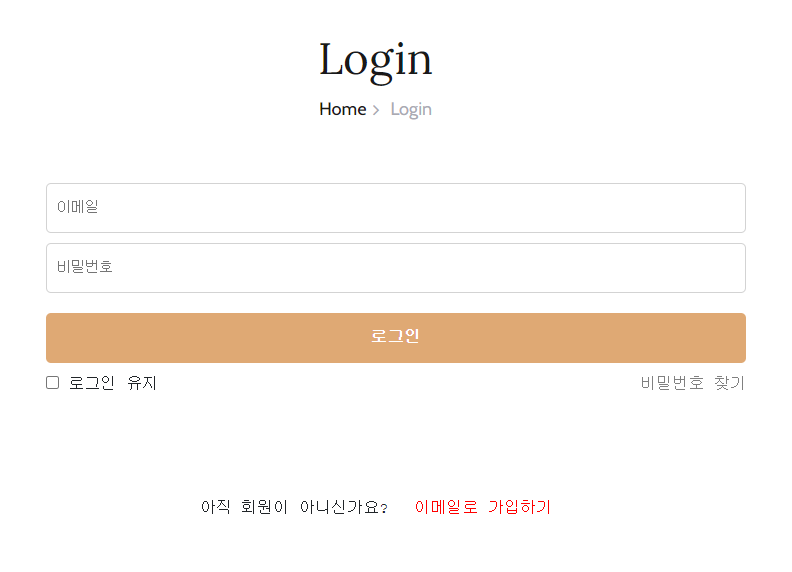 Login
Home > Login
이메일
비밀번호
로그인
로그인 유지 비밀번호 찾기
아직 회원이 아니신가요? 이메일로 가입하기